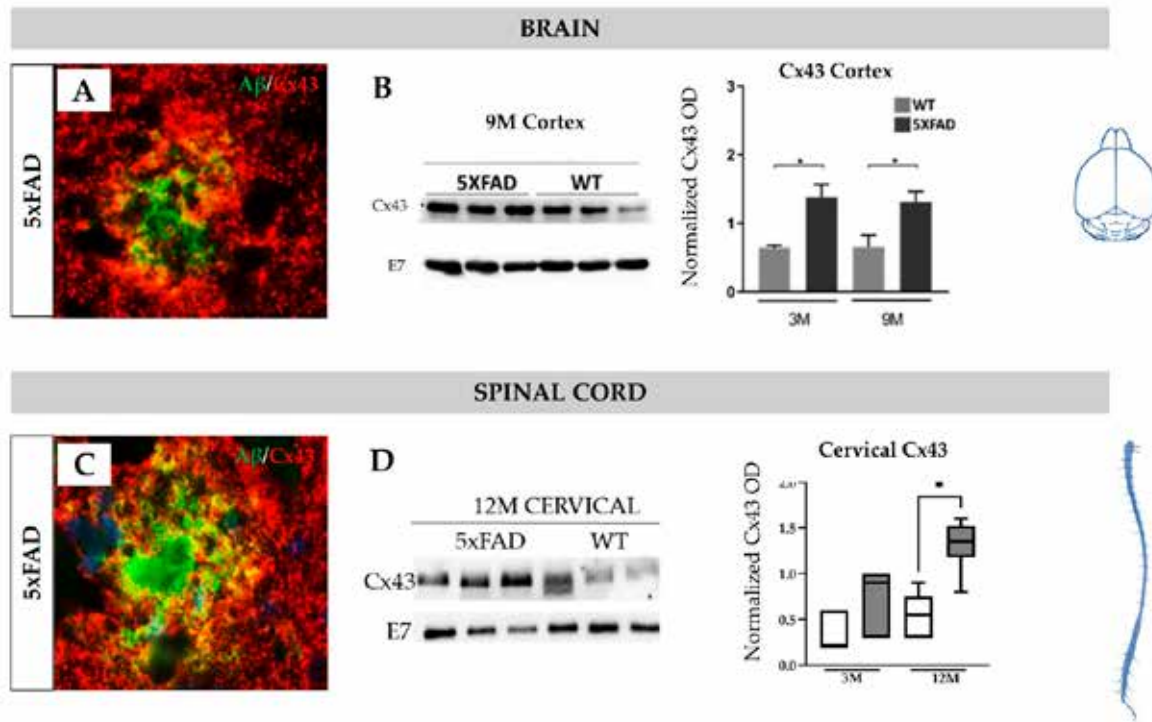 BRAIN
5xFAD
A
Aβ/Cx43
B
9M Cortex
5XFAD WT
Cx43
E7
Cx43 Cortex
Normalized Cx43 OD
3
2
1
0
WT
5XFAD
*
*
3M 9M
SPINAL CORD
5xFAD
C
Aβ/Cx43
D
12M CERVICAL
5xFAD WT
Cx43
E7
Cervical Cx43
Normalized Cx43 OD
2.0
1.5
1.0
0.5
0.0
*
3M 12M